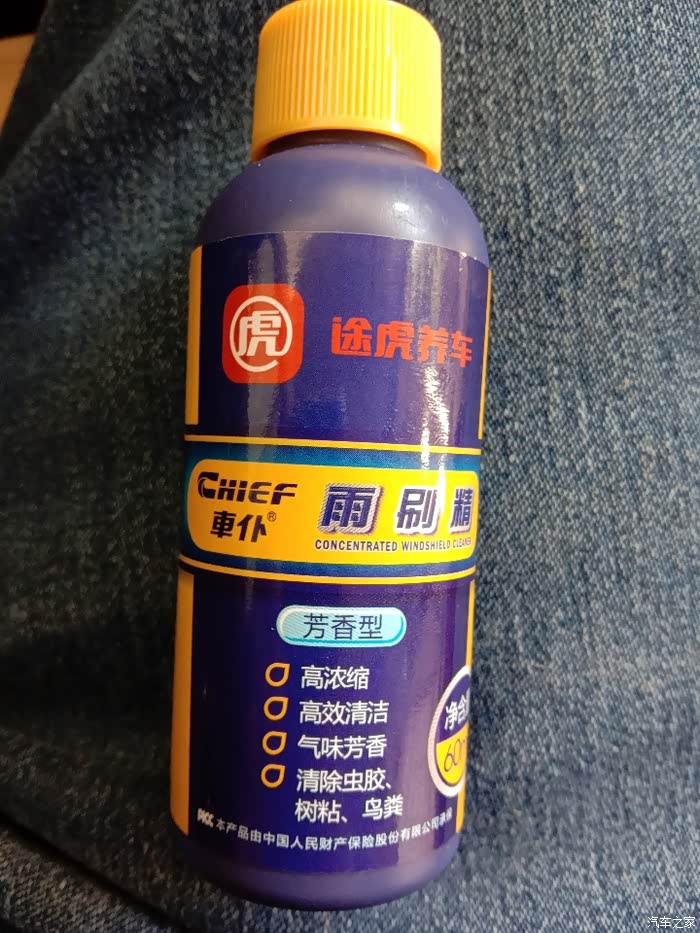 虎
途虎养车
CHIEF
車仆®
雨刷精
CONCENTRATED WINDSHIELD CLEANER
芳香型
高浓缩
高效清洁
气味芳香
清除虫胶、
树粘、鸟粪
净含
60
PICC 本产品由中国人民财产保险股份有限公司承保
汽车之家